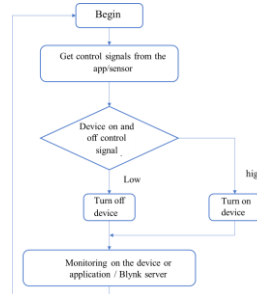 Begin
Get control signals from the
app/sensor
Device on and
off control
signal
Low
hig
Turn off
device
Turn on
device
Monitoring on the device or
application / Blynk server